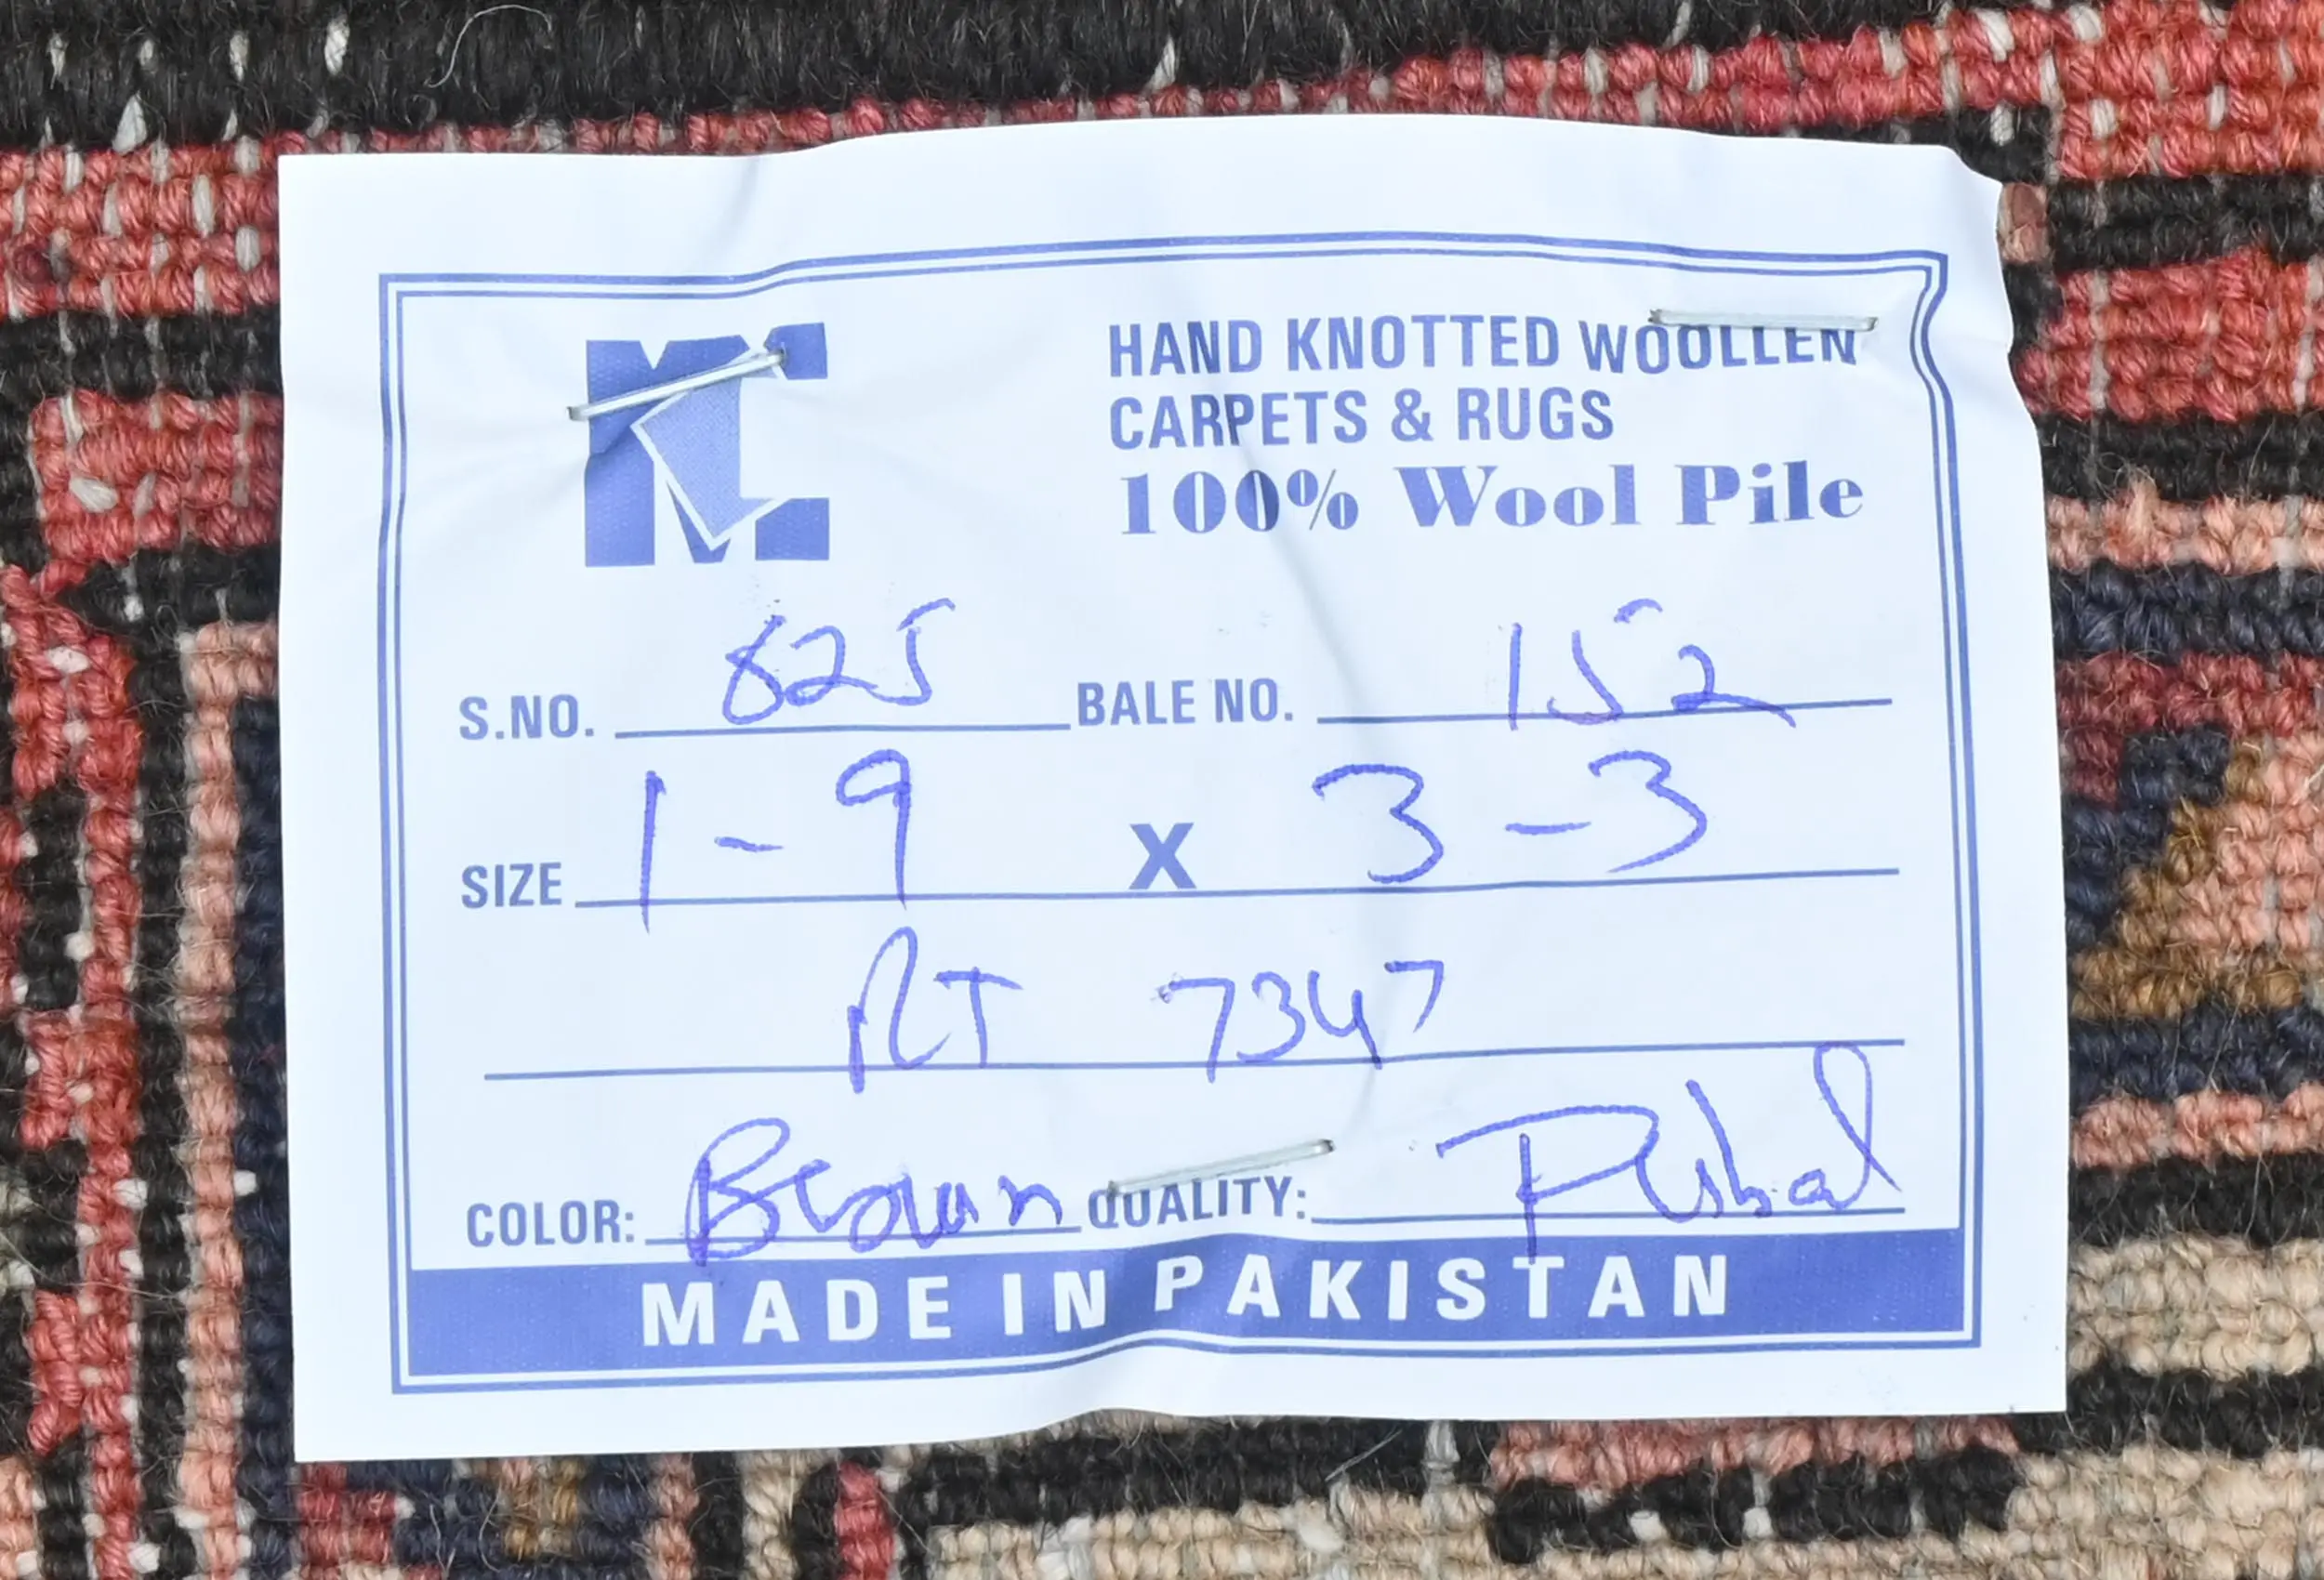 MC
HAND KNOTTED WOOLLEN
CARPETS & RUGS
100% Wool Pile
S.NO. 825 BALE NO. 152
SIZE 1-9 X 3-3
RT 7347
COLOR: Brown QUALITY:
MADE IN PAKISTAN